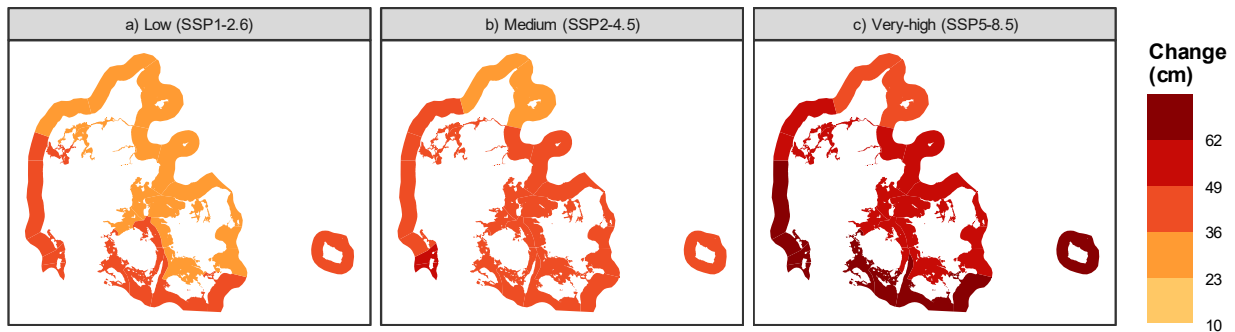 a) Low (SSP1-2.6)
b) Medium (SSP2-4.5)
c) Very-high (SSP5-8.5)
Change
(cm)
62
49
36
23
10